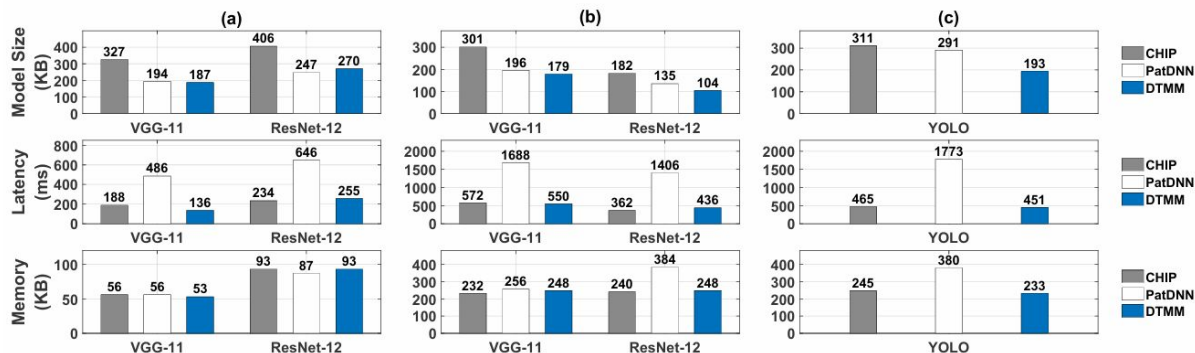 (a)
(b)
(c)
Model Size
(KB)
400
300
200
100
0
327
194
187
406
247
270
VGG-11
ResNet-12
300
200
100
0
301
196
179
182
135
104
VGG-11
ResNet-12
300
200
100
0
311
291
193
YOLO
CHIP
PatDNN
DTMM
Latency
(ms)
800
600
400
200
0
188
486
136
234
646
255
VGG-11
ResNet-12
2000
1500
1000
500
0
572
1688
550
362
1406
436
VGG-11
ResNet-12
2000
1500
1000
500
0
465
1773
451
YOLO
CHIP
PatDNN
DTMM
Memory
(KB)
100
50
0
56
56
53
93
87
93
VGG-11
ResNet-12
400
300
200
100
0
232
256
248
240
384
248
VGG-11
ResNet-12
400
300
200
100
0
245
380
233
YOLO
CHIP
PatDNN
DTMM